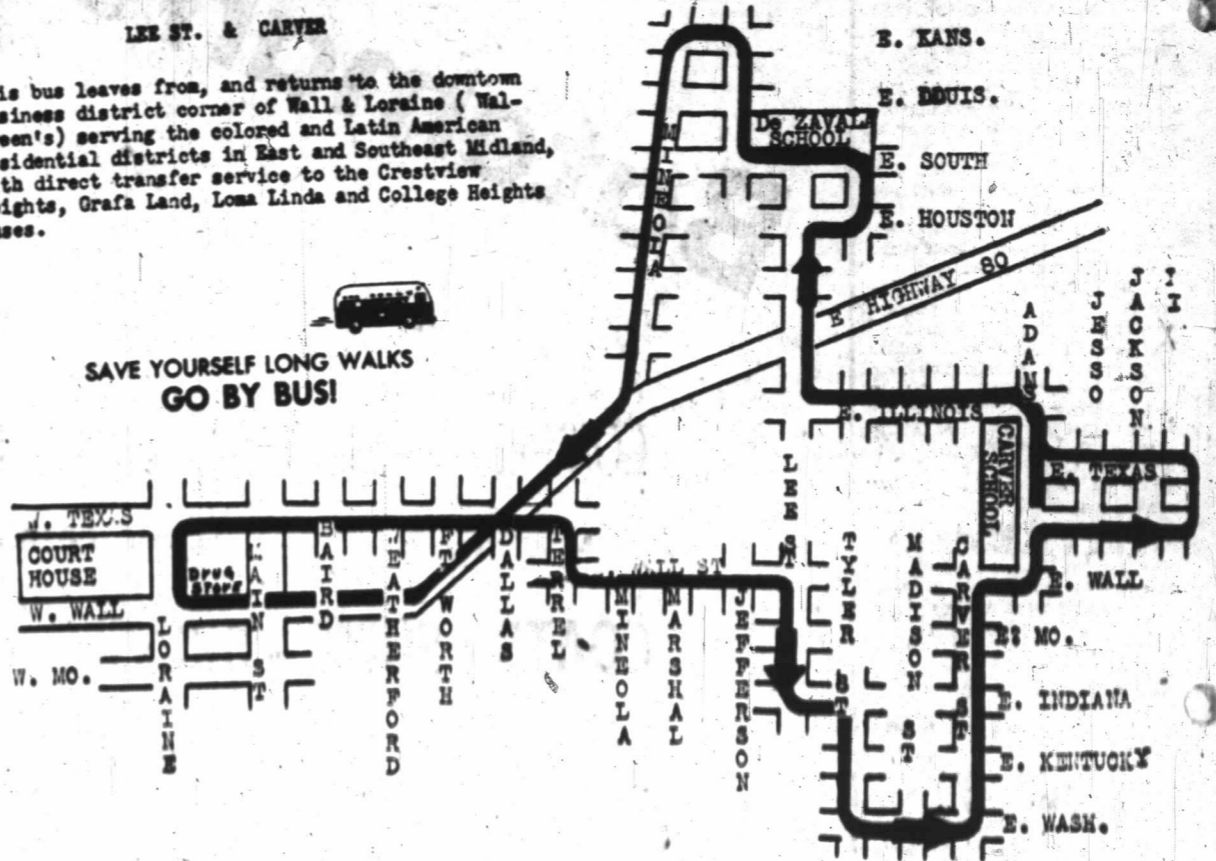 LEE ST. & CARVER
is bus leaves from, and returns to the downtown
siness district corner of Wall & Loraine ( Wal-
een's) serving the colored and Latin American
sidential districts in East and Southeast Midland,
th direct transfer service to the Crestview
ights, Grafa Land, Loma Linda and College Heights
ses.
SAVE YOURSELF LONG WALKS
GO BY BUS!
E. KANS.
E. LOUIS.
De ZAVALA
SCHOOL
E. SOUTH
E. HOUSTON
MINEOLA
E HIGHWAY 80
ADAMS
JESSO
JACKSON
E. ILLINOIS
CARVER
SCHOOL
E. TEXAS
W. TEXAS
COURT
HOUSE
Drug
Store
W. WALL
W. MO.
LORAINE
MAIN ST
BAIRD
WEATHERFORD
FT WORTH
DALLAS
TERREL
WALL ST
MINEOLA
MARSHAL
JEFFERSON
LEE ST
TYLER ST
MADISON ST
CARVER ST
E. WALL
E? MO.
E. INDIANA
E. KENTUCKY
E. WASH.